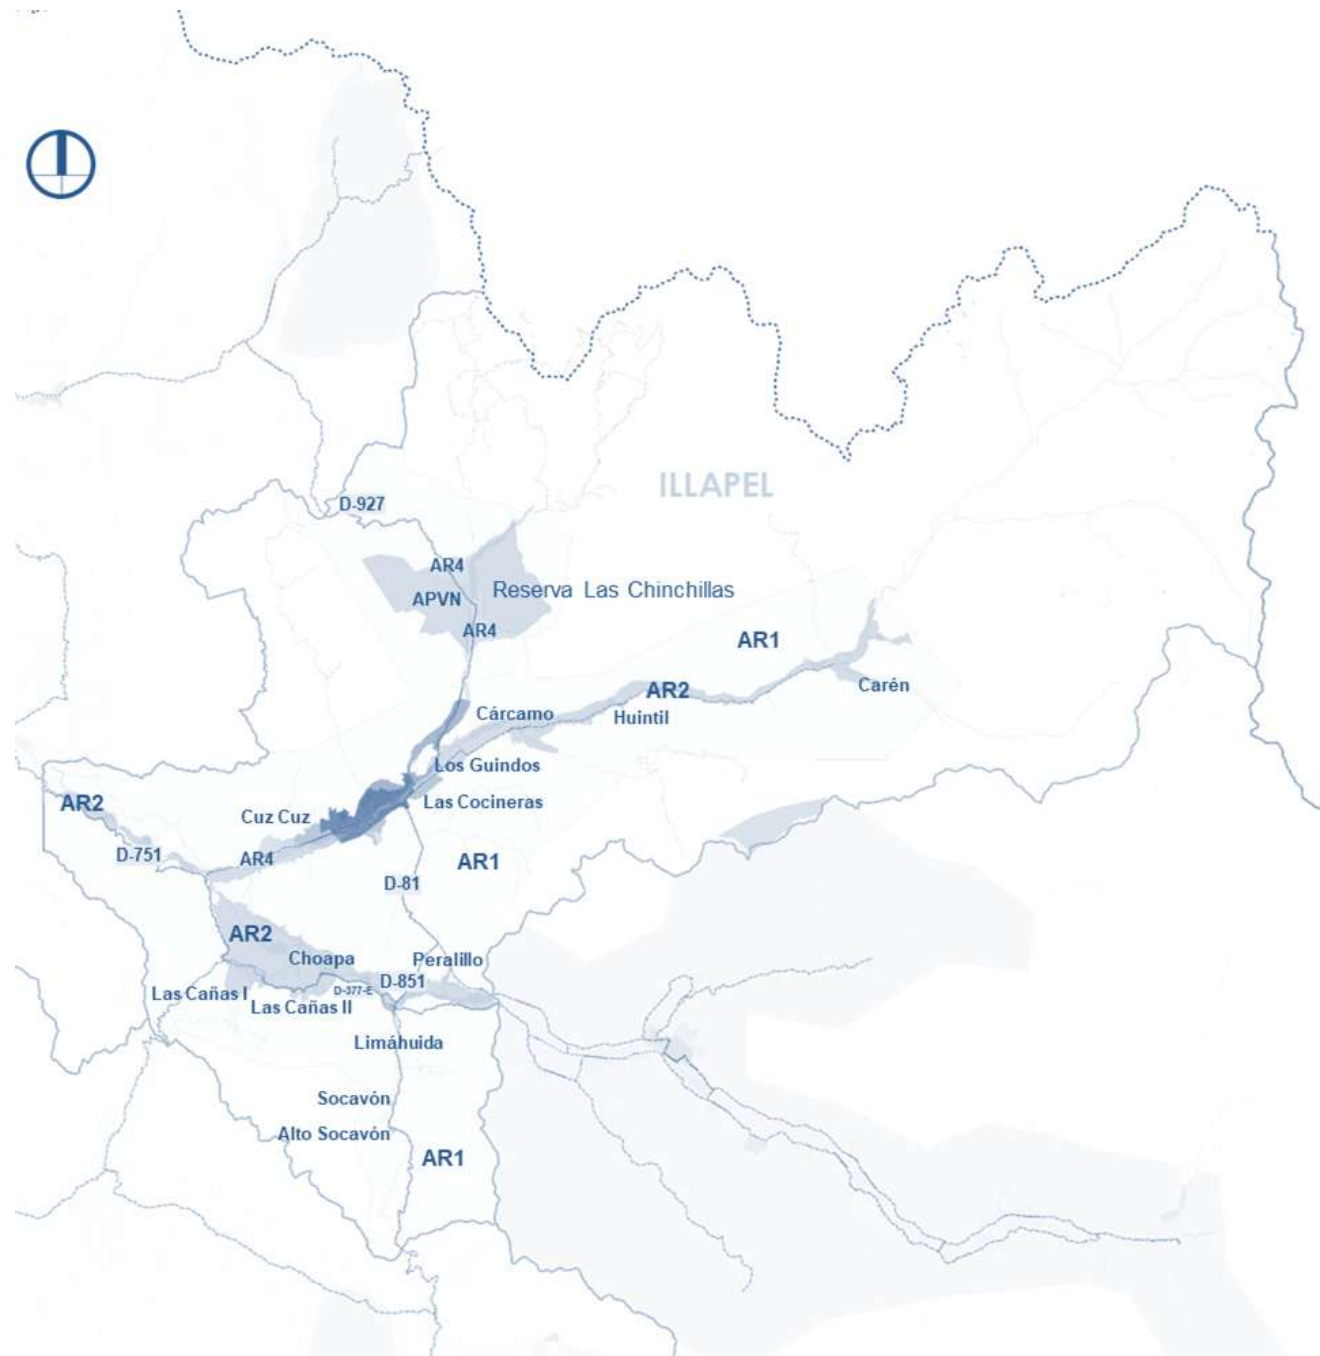 ILLAPEL
D-927
AR4
APVN
Reserva Las Chinchillas
AR4
AR1
AR2
Carén
Cárcamo
Huintil
Los Guindos
AR2
Las Cocineras
Cuz Cuz
D-751
AR4
AR1
D-81
AR2
Choapa
Peralillo
D-851
Las Cañas I
D-377-E
Las Cañas II
Limáhuida
Socavón
Alto Socavón
AR1